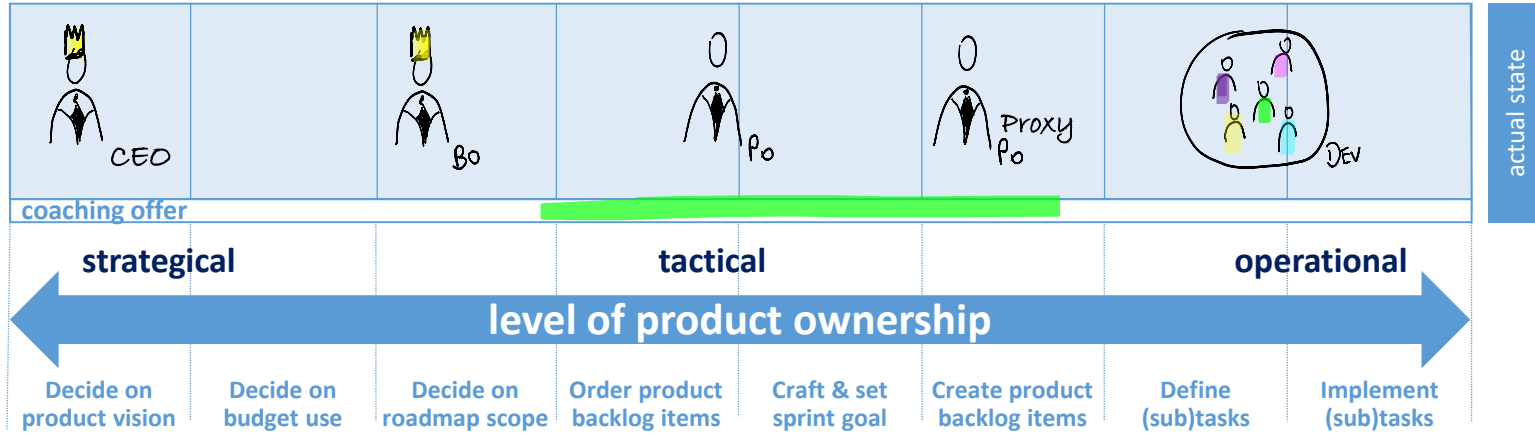 CEO
BO
PO
Proxy
PO
DEV
actual state
coaching offer
strategical
tactical
operational
level of product ownership
Decide on
product vision
Decide on
budget use
Decide on
roadmap scope
Order product
backlog items
Craft & set
sprint goal
Create product
backlog items
Define
(sub)tasks
Implement
(sub)tasks